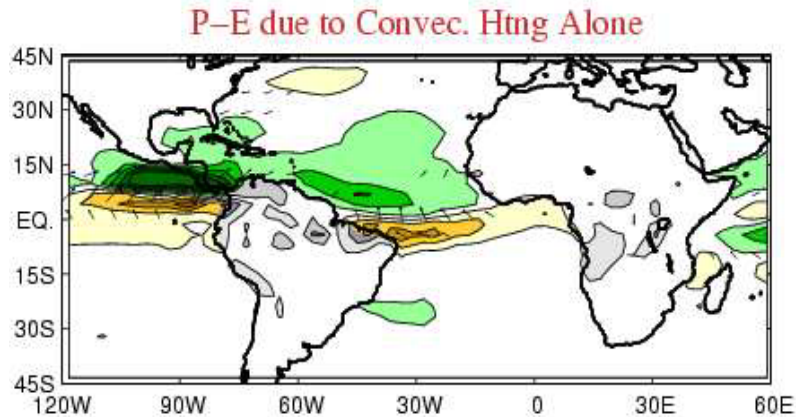 P–E due to Convec. Htng Alone
45N
30N
15N
EQ.
15S
30S
45S
120W 90W 60W 30W 0 30E 60E